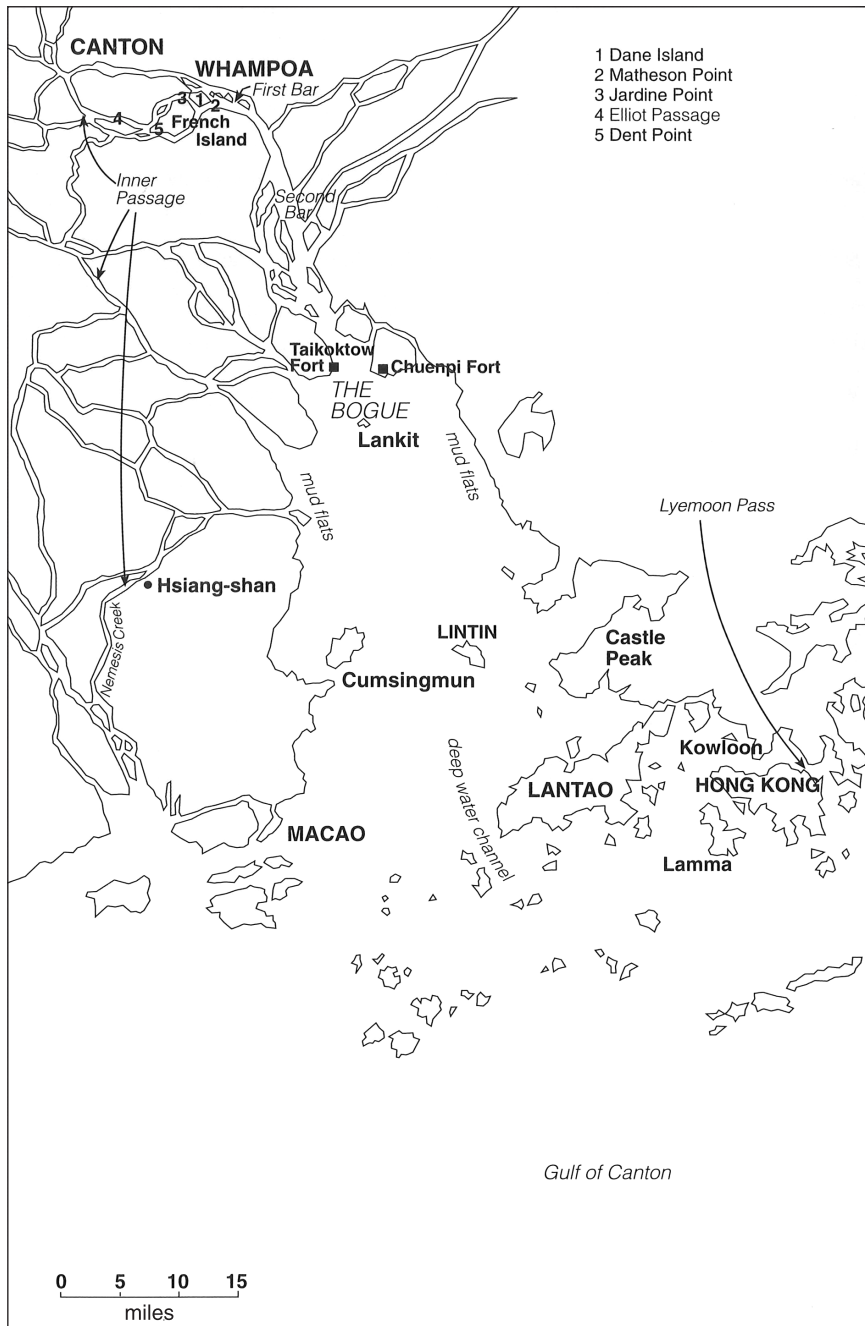 CANTON
WHAMPOA
First Bar
3
1
2
4
5
French
Island
1 Dane Island
2 Matheson Point
3 Jardine Point
4 Elliot Passage
5 Dent Point
Inner
Passage
Second
Bar
Taikoktow
Fort
Chuenpi Fort
THE
BOGUE
Lankit
mud flats
mud flats
Lyemoon Pass
Hsiang-shan
Nemesis Creek
LINTIN
Castle
Peak
Cumsingmun
Kowloon
deep water channel
LANTAO
HONG KONG
MACAO
Lamma
Gulf of Canton
0 5 10 15
miles